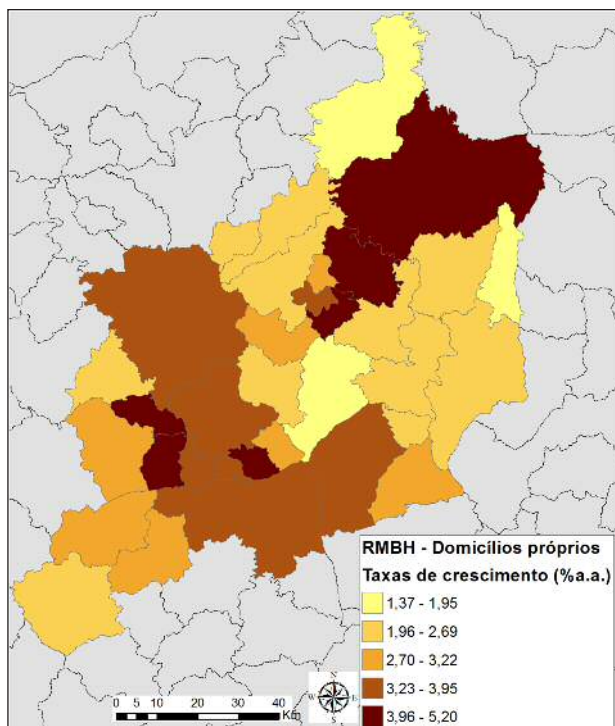 RMBH - Domicílios próprios
Taxas de crescimento (%a.a.)
1,37 - 1,95
1,96 - 2,69
2,70 - 3,22
3,23 - 3,95
3,96 - 5,20
0 5 10 20 30 40
Km
N
W E
S